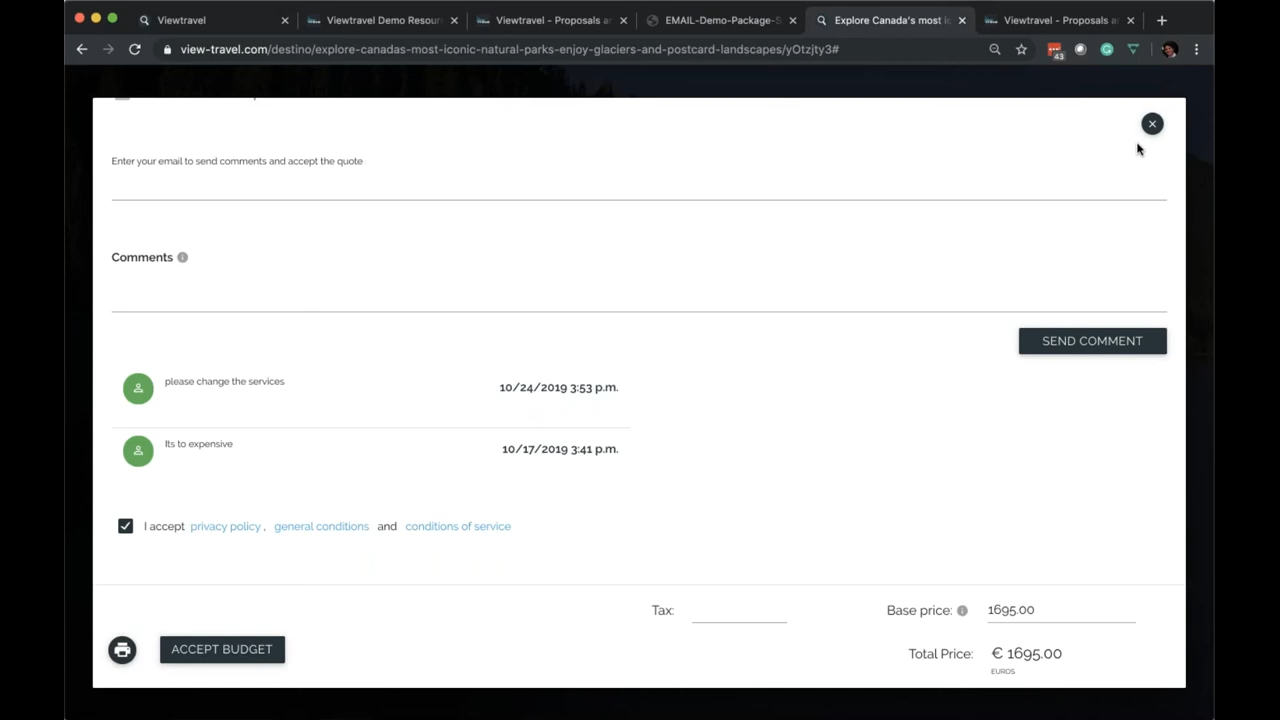 Viewtravel
Viewtravel Demo Resour
Viewtravel - Proposals a
EMAIL-Demo-Package-S
Explore Canada's most i
Viewtravel - Proposals a
view-travel.com/destino/explore-canadas-most-iconic-natural-parks-enjoy-glaciers-and-postcard-landscapes/yOtzjty3#
43
Enter your email to send comments and accept the quote
Comments
SEND COMMENT
please change the services
10/24/2019 3:53 p.m.
Its to expensive
10/17/2019 3:41 p.m.
I accept privacy policy , general conditions and conditions of service
Tax:
Base price: 1695.00
ACCEPT BUDGET
Total Price: € 1695.00
EUROS